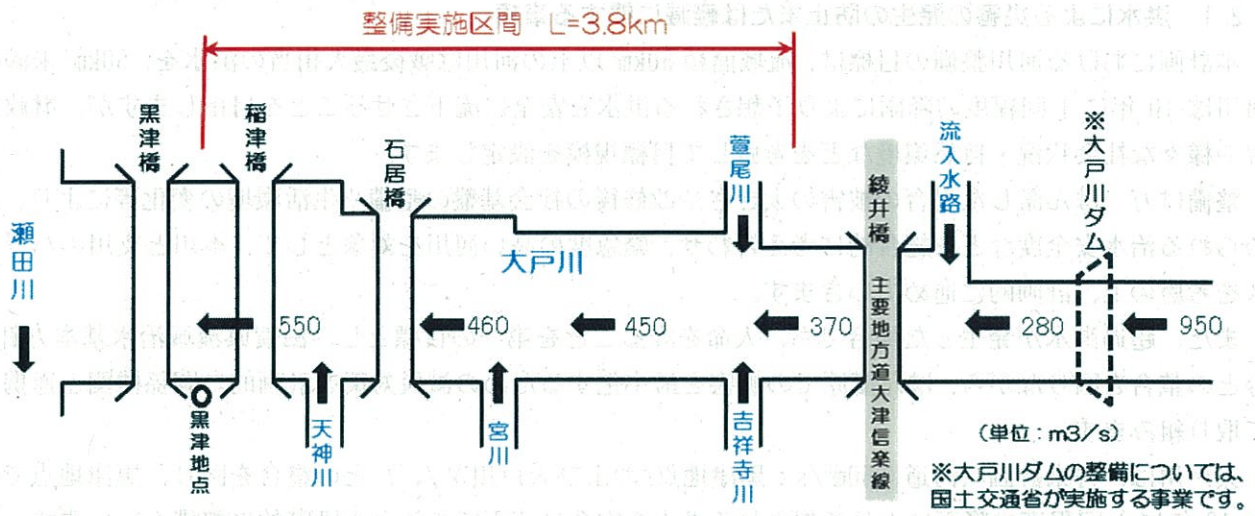 整備実施区間 L=3.8km
黒津橋
稲津橋
石居橋
萱尾川
綾井橋 主要地方道大津信楽線
流入水路
※大戸川ダム
瀬田川
大戸川
550
460
450
370
280
950
黒津地点
天神川
宮川
吉祥寺川
(単位:m3/s)
※大戸川ダムの整備については、
国土交通省が実施する事業です。